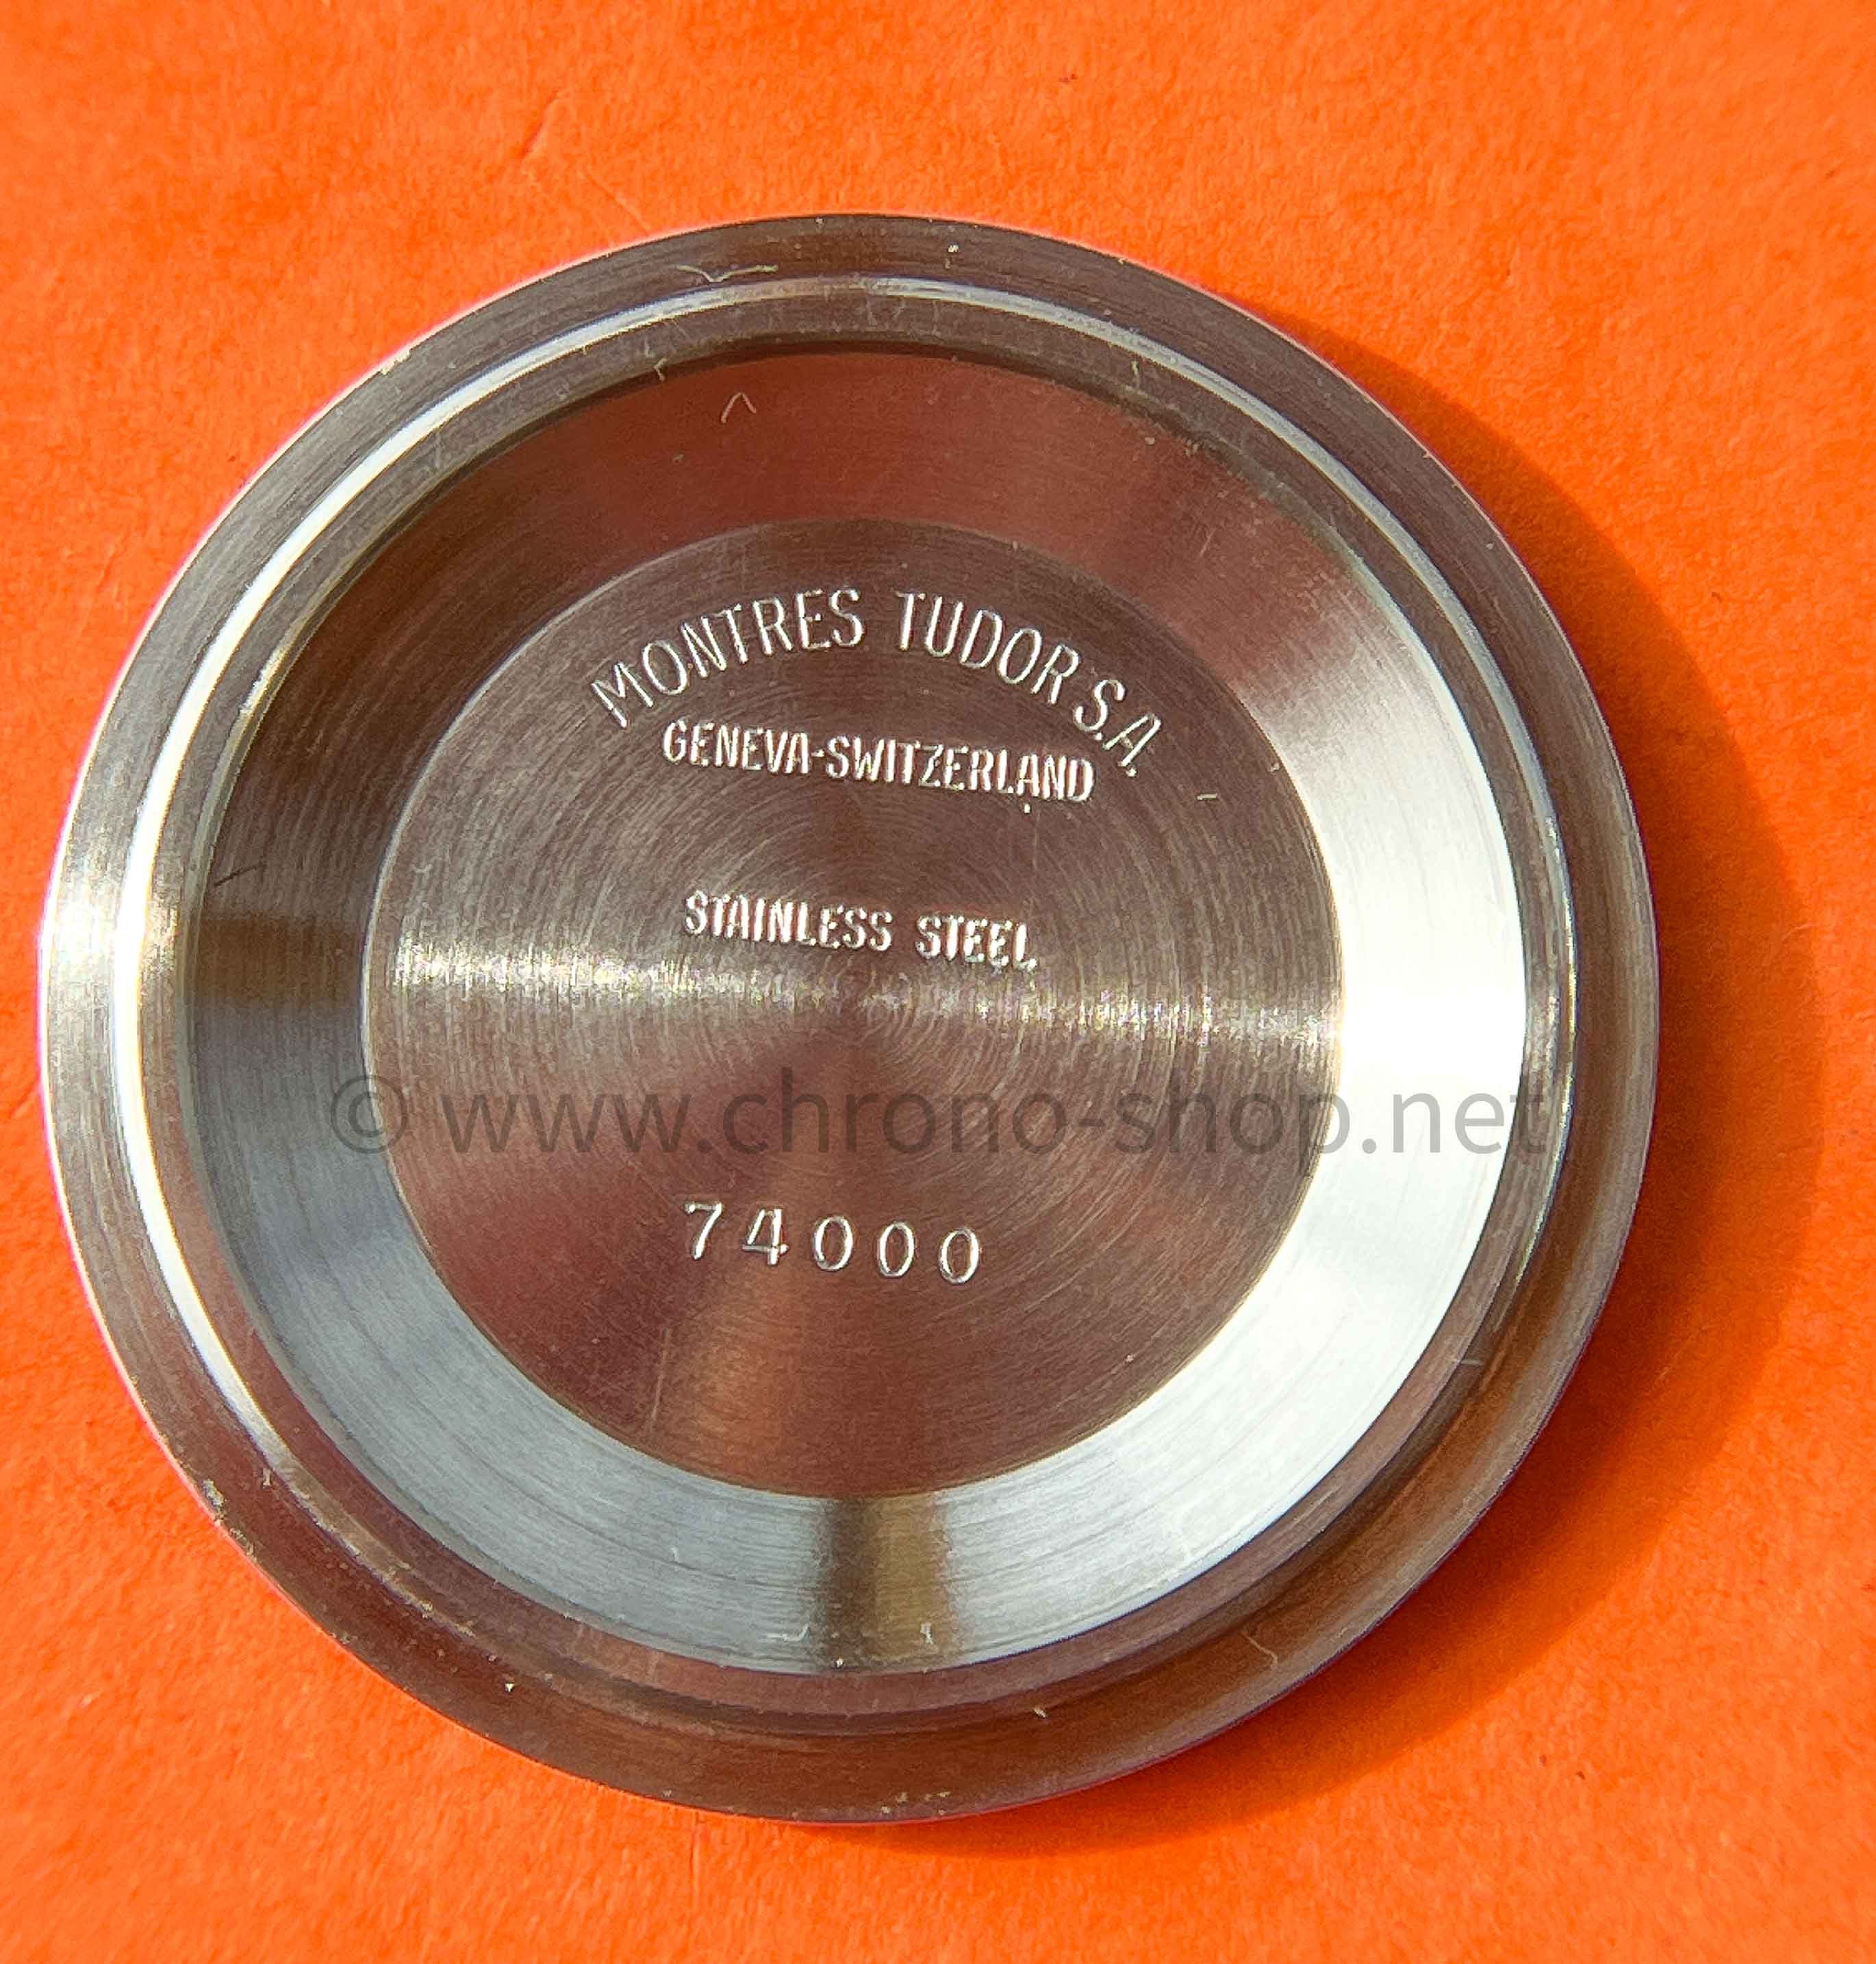 MONTRES TUDOR S.A.
GENEVA-SWITZERLAND
STAINLESS STEEL
© www.chrono-shop.net
74000